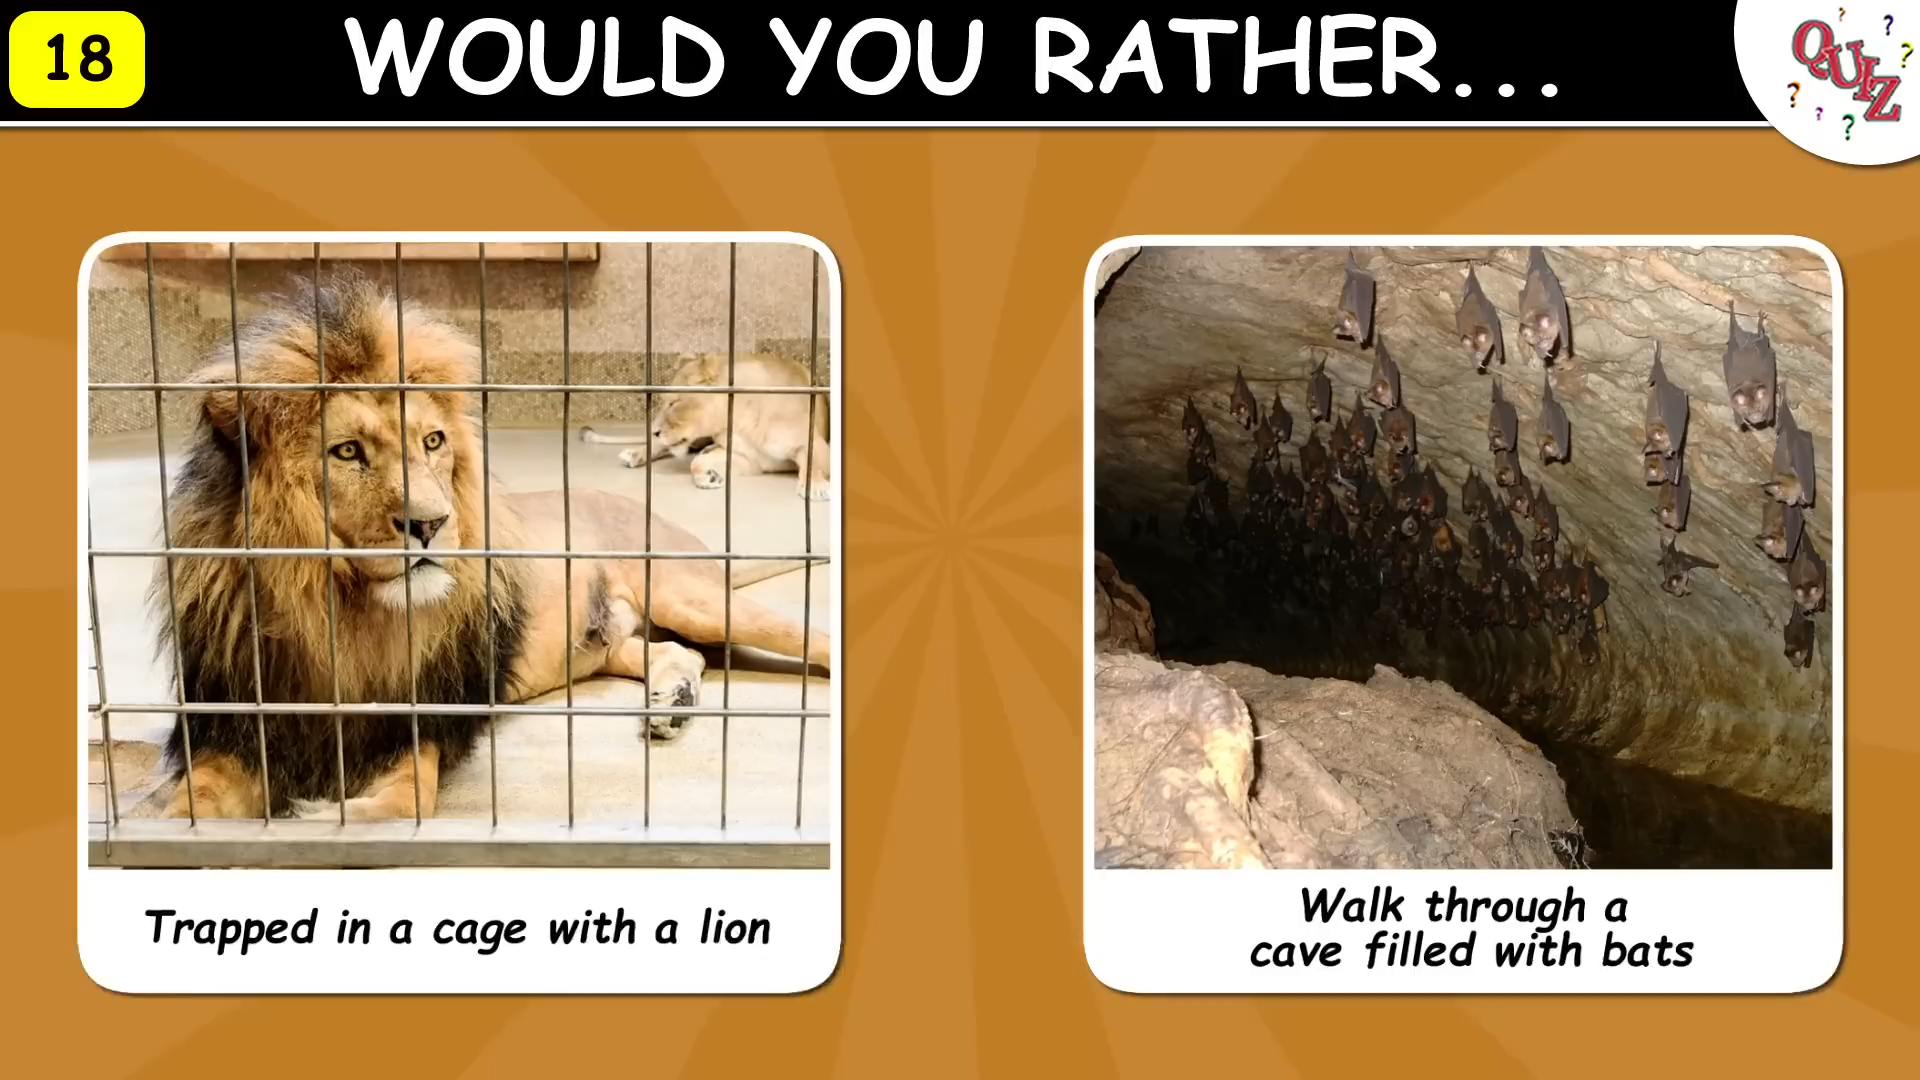 18
WOULD YOU RATHER...
QUIZ
Trapped in a cage with a lion
Walk through a
cave filled with bats